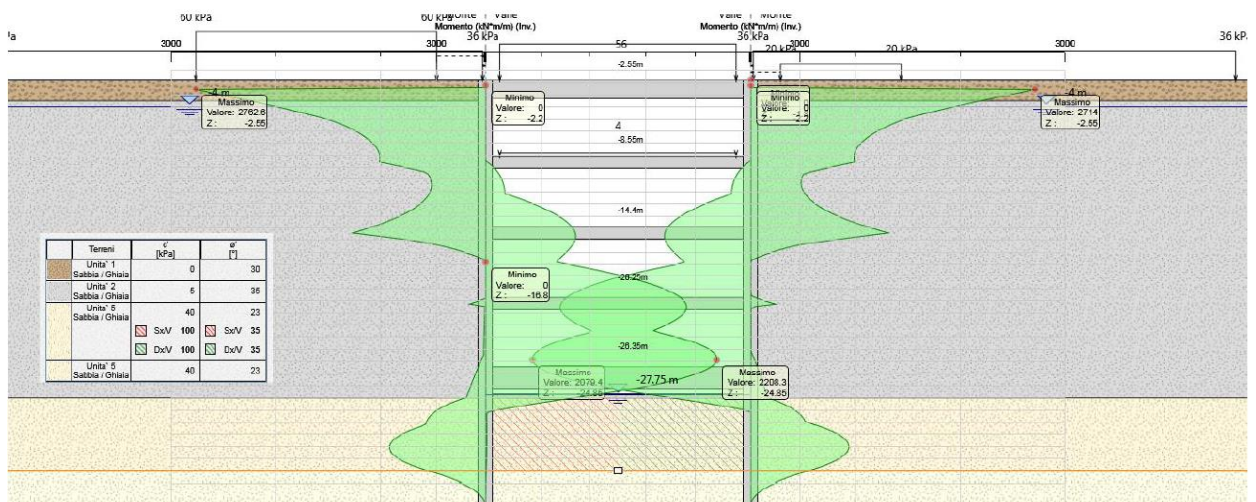 60 kPa
60 kPa
Valle
Valle
Monte
Momento (kN*m/m) (Inv.)
Momento (kN*m/m) (Inv.)
36 kPa
36 kPa
36 kPa
3000
3000
56
3000
20 kPa
20 kPa
-2.55m
-4 m
-4 m
Massimo
Valore: 2762.6
Z : -2.55
Minimo
Valore: 0
Z : -2.2
Valore: 0
Z : -2.2
Massimo
Valore: 2714
Z : -2.55
4
-8.55m
-14.4m
Terreni
c'
[kPa]
ø'
[°]
Unita' 1
Sabbia / Ghiaia
0
30
Unita' 2
Sabbia / Ghiaia
5
35
Unita' 5
Sabbia / Ghiaia
40
23
Sx/V 100
Sx/V 35
Dx/V 100
Dx/V 35
Unita' 5
Sabbia / Ghiaia
40
23
-20.25m
Minimo
Valore: 0
Z : -16.8
-26.35m
Massimo
Valore: 2079.4
Z : -24.85
-27.75 m
Massimo
Valore: 2208.3
Z : -24.85